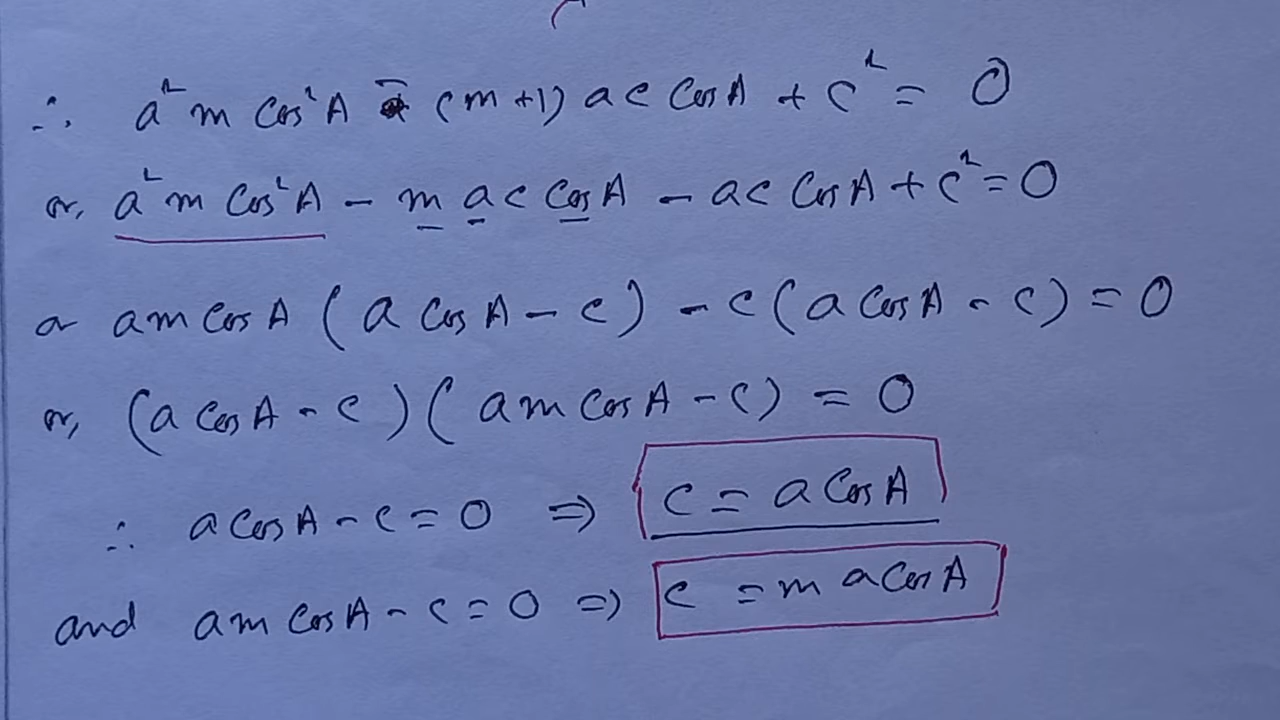 ∴ a²m Cos²A - (m+1) ac CosA + c² = 0
or, a²m Cos²A - mac CosA - ac CosA + c² = 0
or am CosA (a CosA - c) - c(a CosA - c) = 0
or, (a CosA - c)(am CosA - c) = 0
∴ a CosA - c = 0 ⇒ c = a CosA
and am CosA - c = 0 ⇒ c = m a CosA